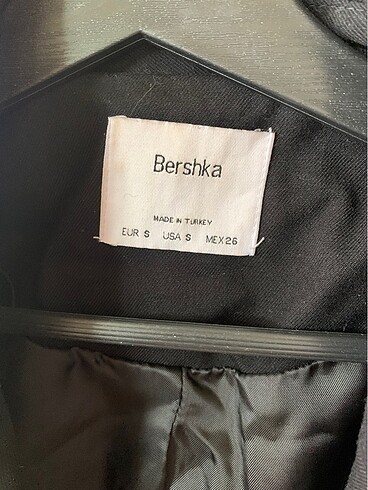 Bershka
MADE IN TURKEY
EUR S USA S MEX 26